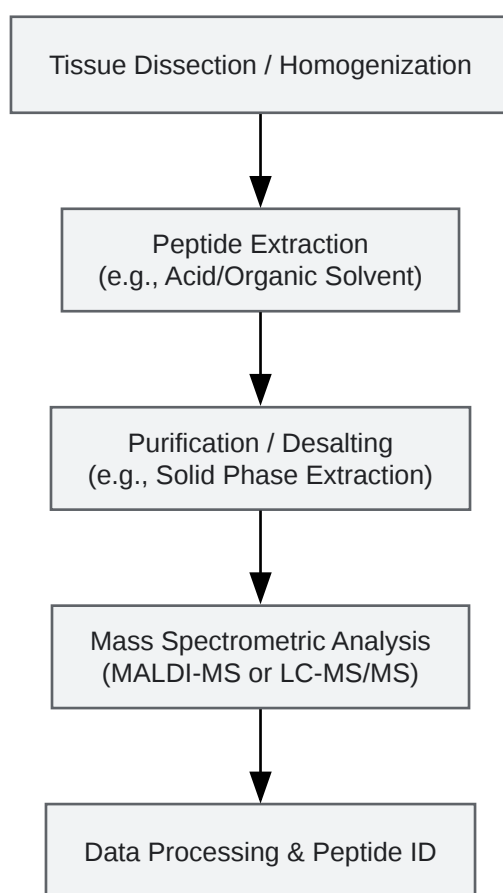 Tissue Dissection / Homogenization
Peptide Extraction
(e.g., Acid/Organic Solvent)
Purification / Desalting
(e.g., Solid Phase Extraction)
Mass Spectrometric Analysis
(MALDI-MS or LC-MS/MS)
Data Processing & Peptide ID